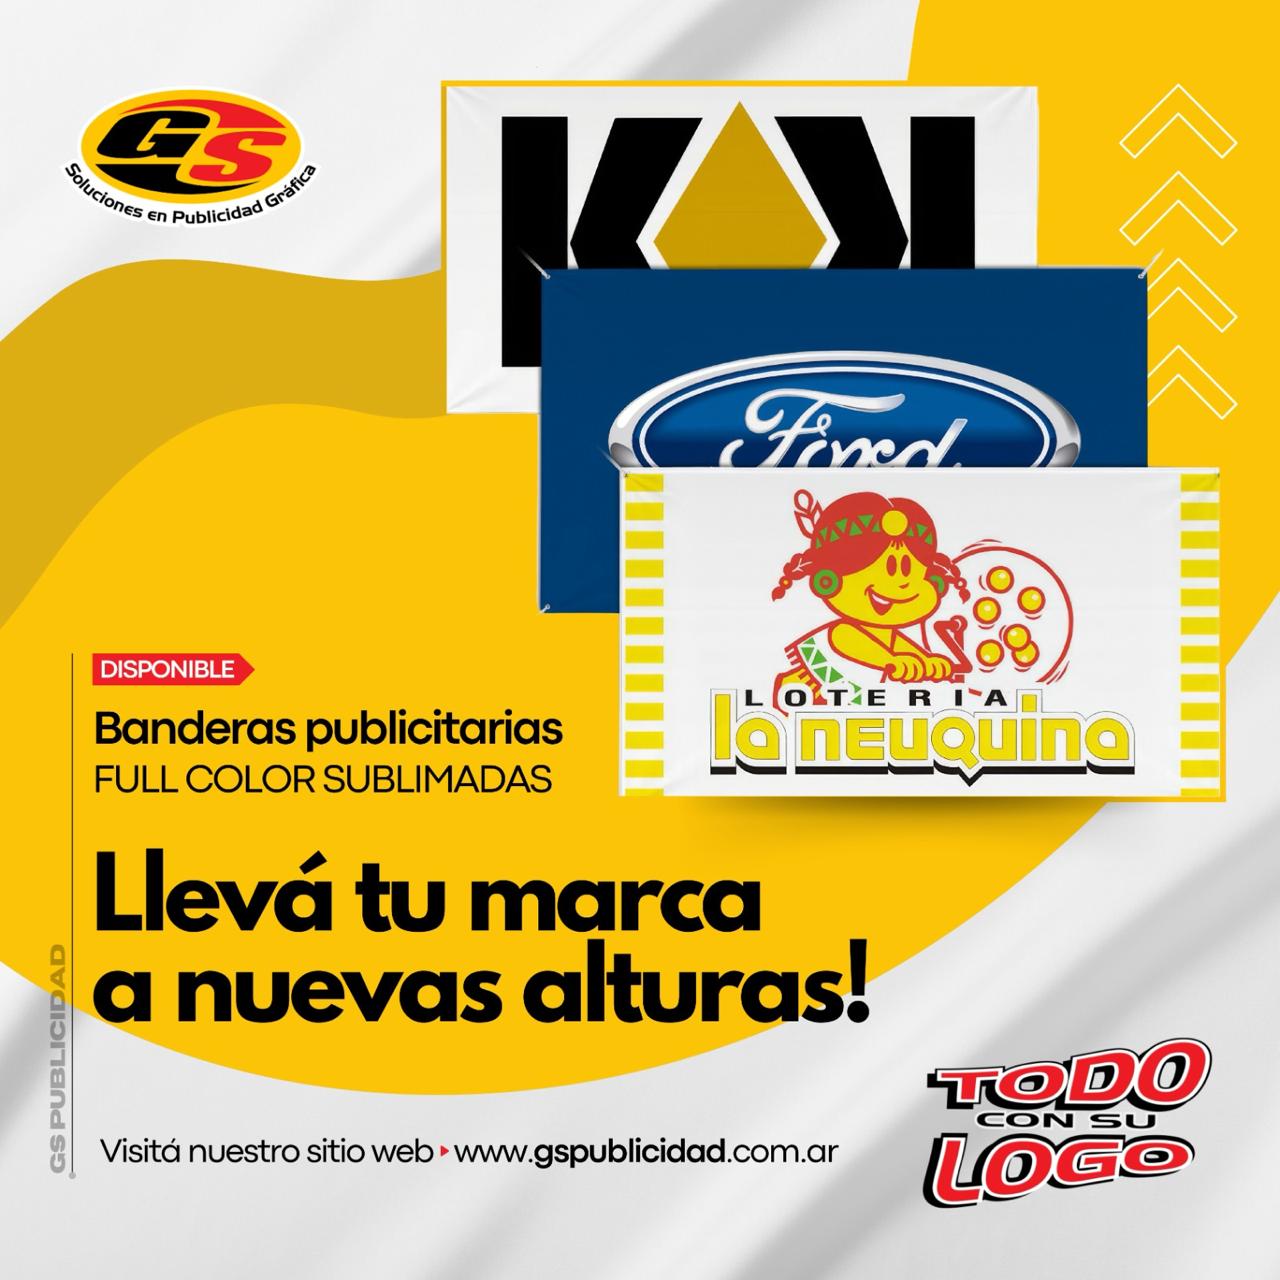 GS
Soluciones en Publicidad Gráfica
Ford
LOTERIA
la neuquina
DISPONIBLE
Banderas publicitarias
FULL COLOR SUBLIMADAS
Llevá tu marca
a nuevas alturas!
GS PUBLICIDAD
Visitá nuestro sitio web www.gspublicidad.com.ar
TODO
CON SU
LOGO